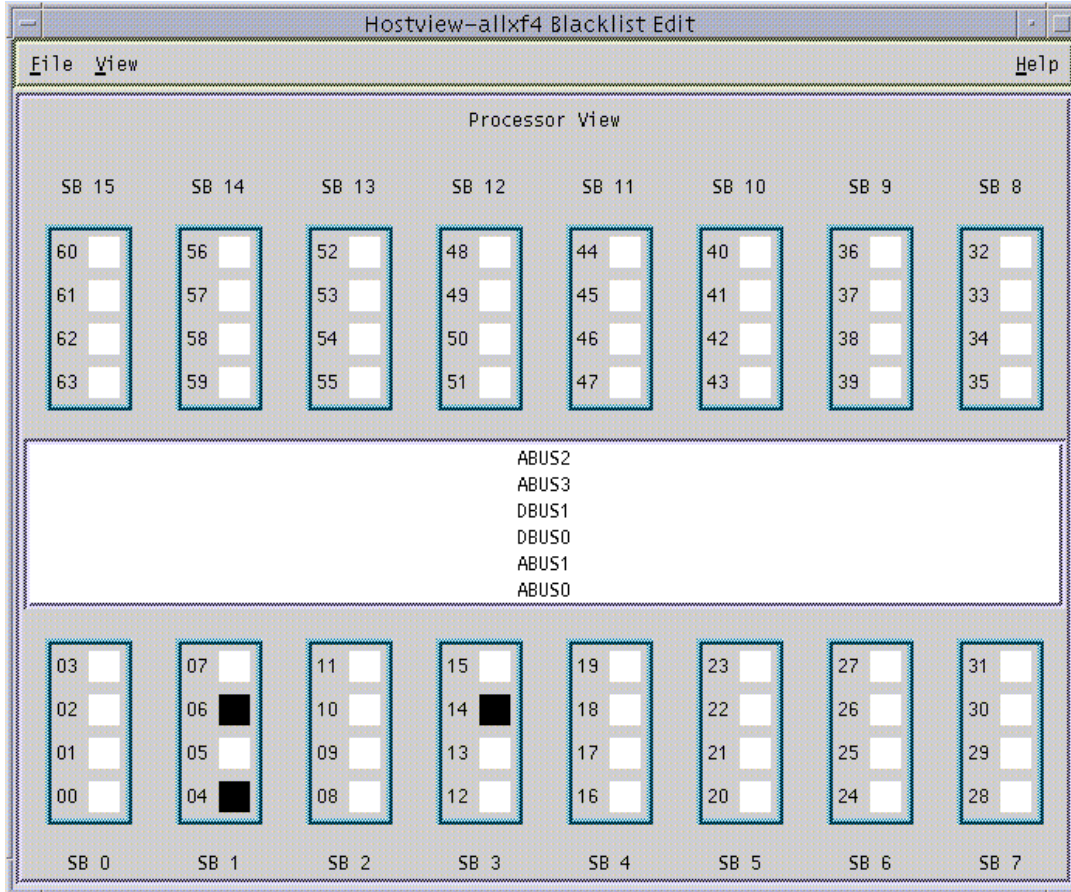 Hostview-allxf4 Blacklist Edit
File View Help
Processor View
SB 15 SB 14 SB 13 SB 12 SB 11 SB 10 SB 9 SB 8
60 56 52 48 44 40 36 32
61 57 53 49 45 41 37 33
62 58 54 50 46 42 38 34
63 59 55 51 47 43 39 35
ABUS2
ABUS3
DBUS1
DBUS0
ABUS1
ABUS0
03 07 11 15 19 23 27 31
02 06 10 14 18 22 26 30
01 05 09 13 17 21 25 29
00 04 08 12 16 20 24 28
SB 0 SB 1 SB 2 SB 3 SB 4 SB 5 SB 6 SB 7